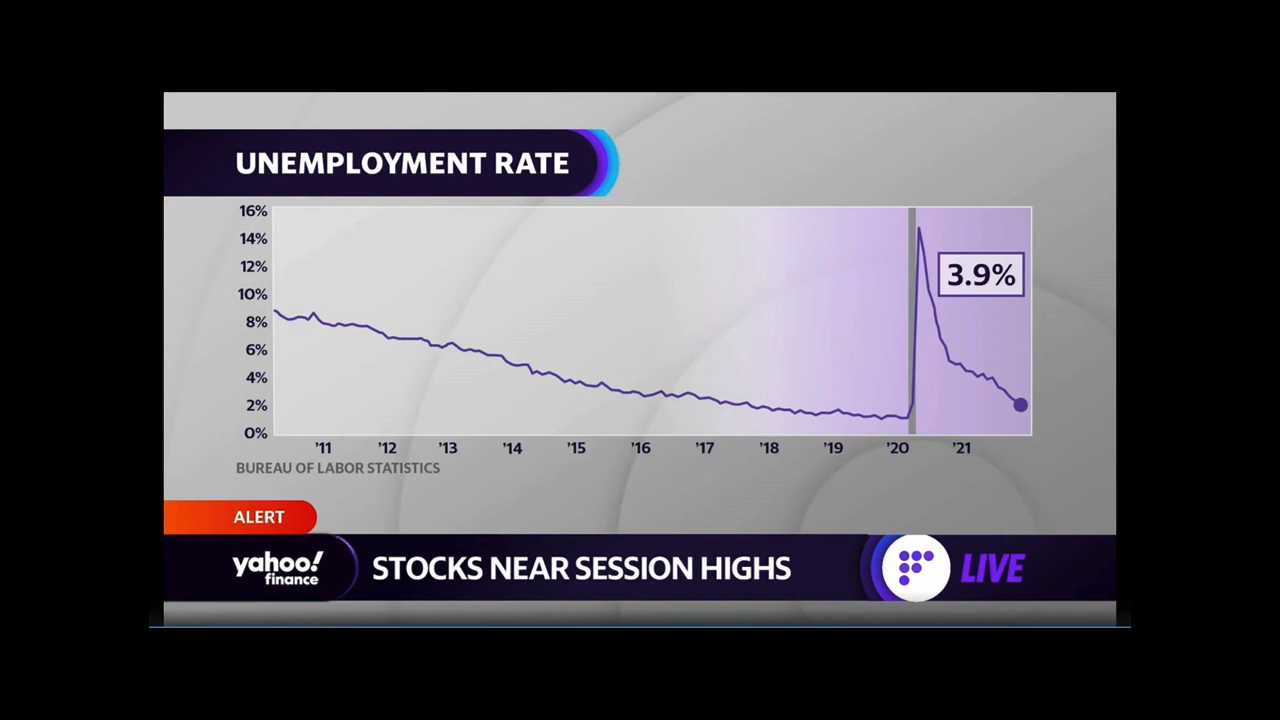 UNEMPLOYMENT RATE
16%
14%
12%
10%
8%
6%
4%
2%
0%
3.9%
'11 '12 '13 '14 '15 '16 '17 '18 '19 '20 '21
BUREAU OF LABOR STATISTICS
ALERT
yahoo!
finance
STOCKS NEAR SESSION HIGHS
LIVE